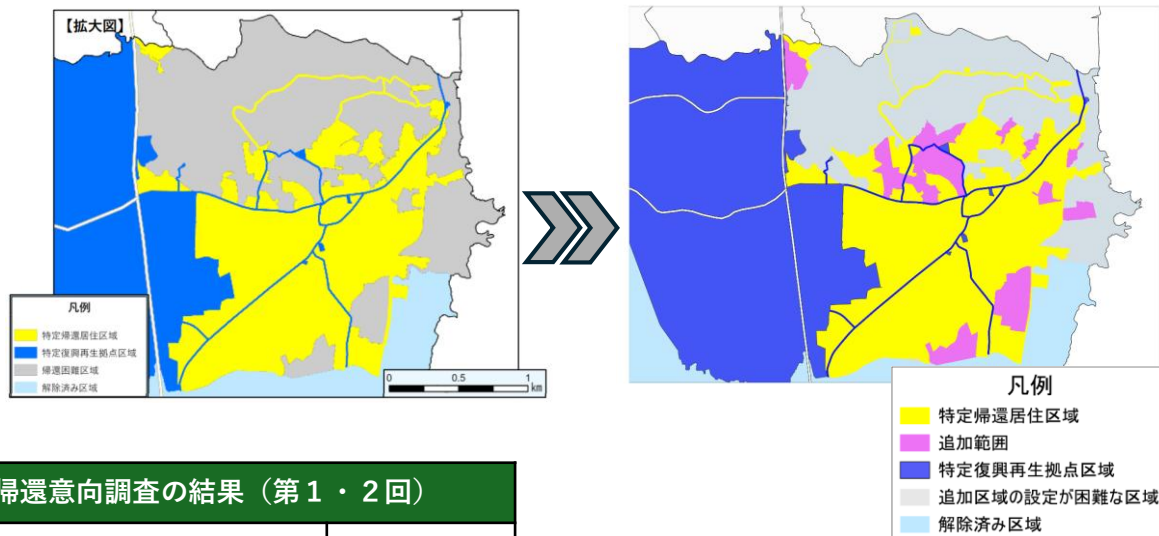 【拡大図】
凡例
特定帰還居住区域
特定復興再生拠点区域
帰還困難区域
解除済み区域
0 0.5 1
km
凡例
特定帰還居住区域
追加範囲
特定復興再生拠点区域
追加区域の設定が困難な区域
解除済み区域
帰還意向調査の結果（第１・２回）